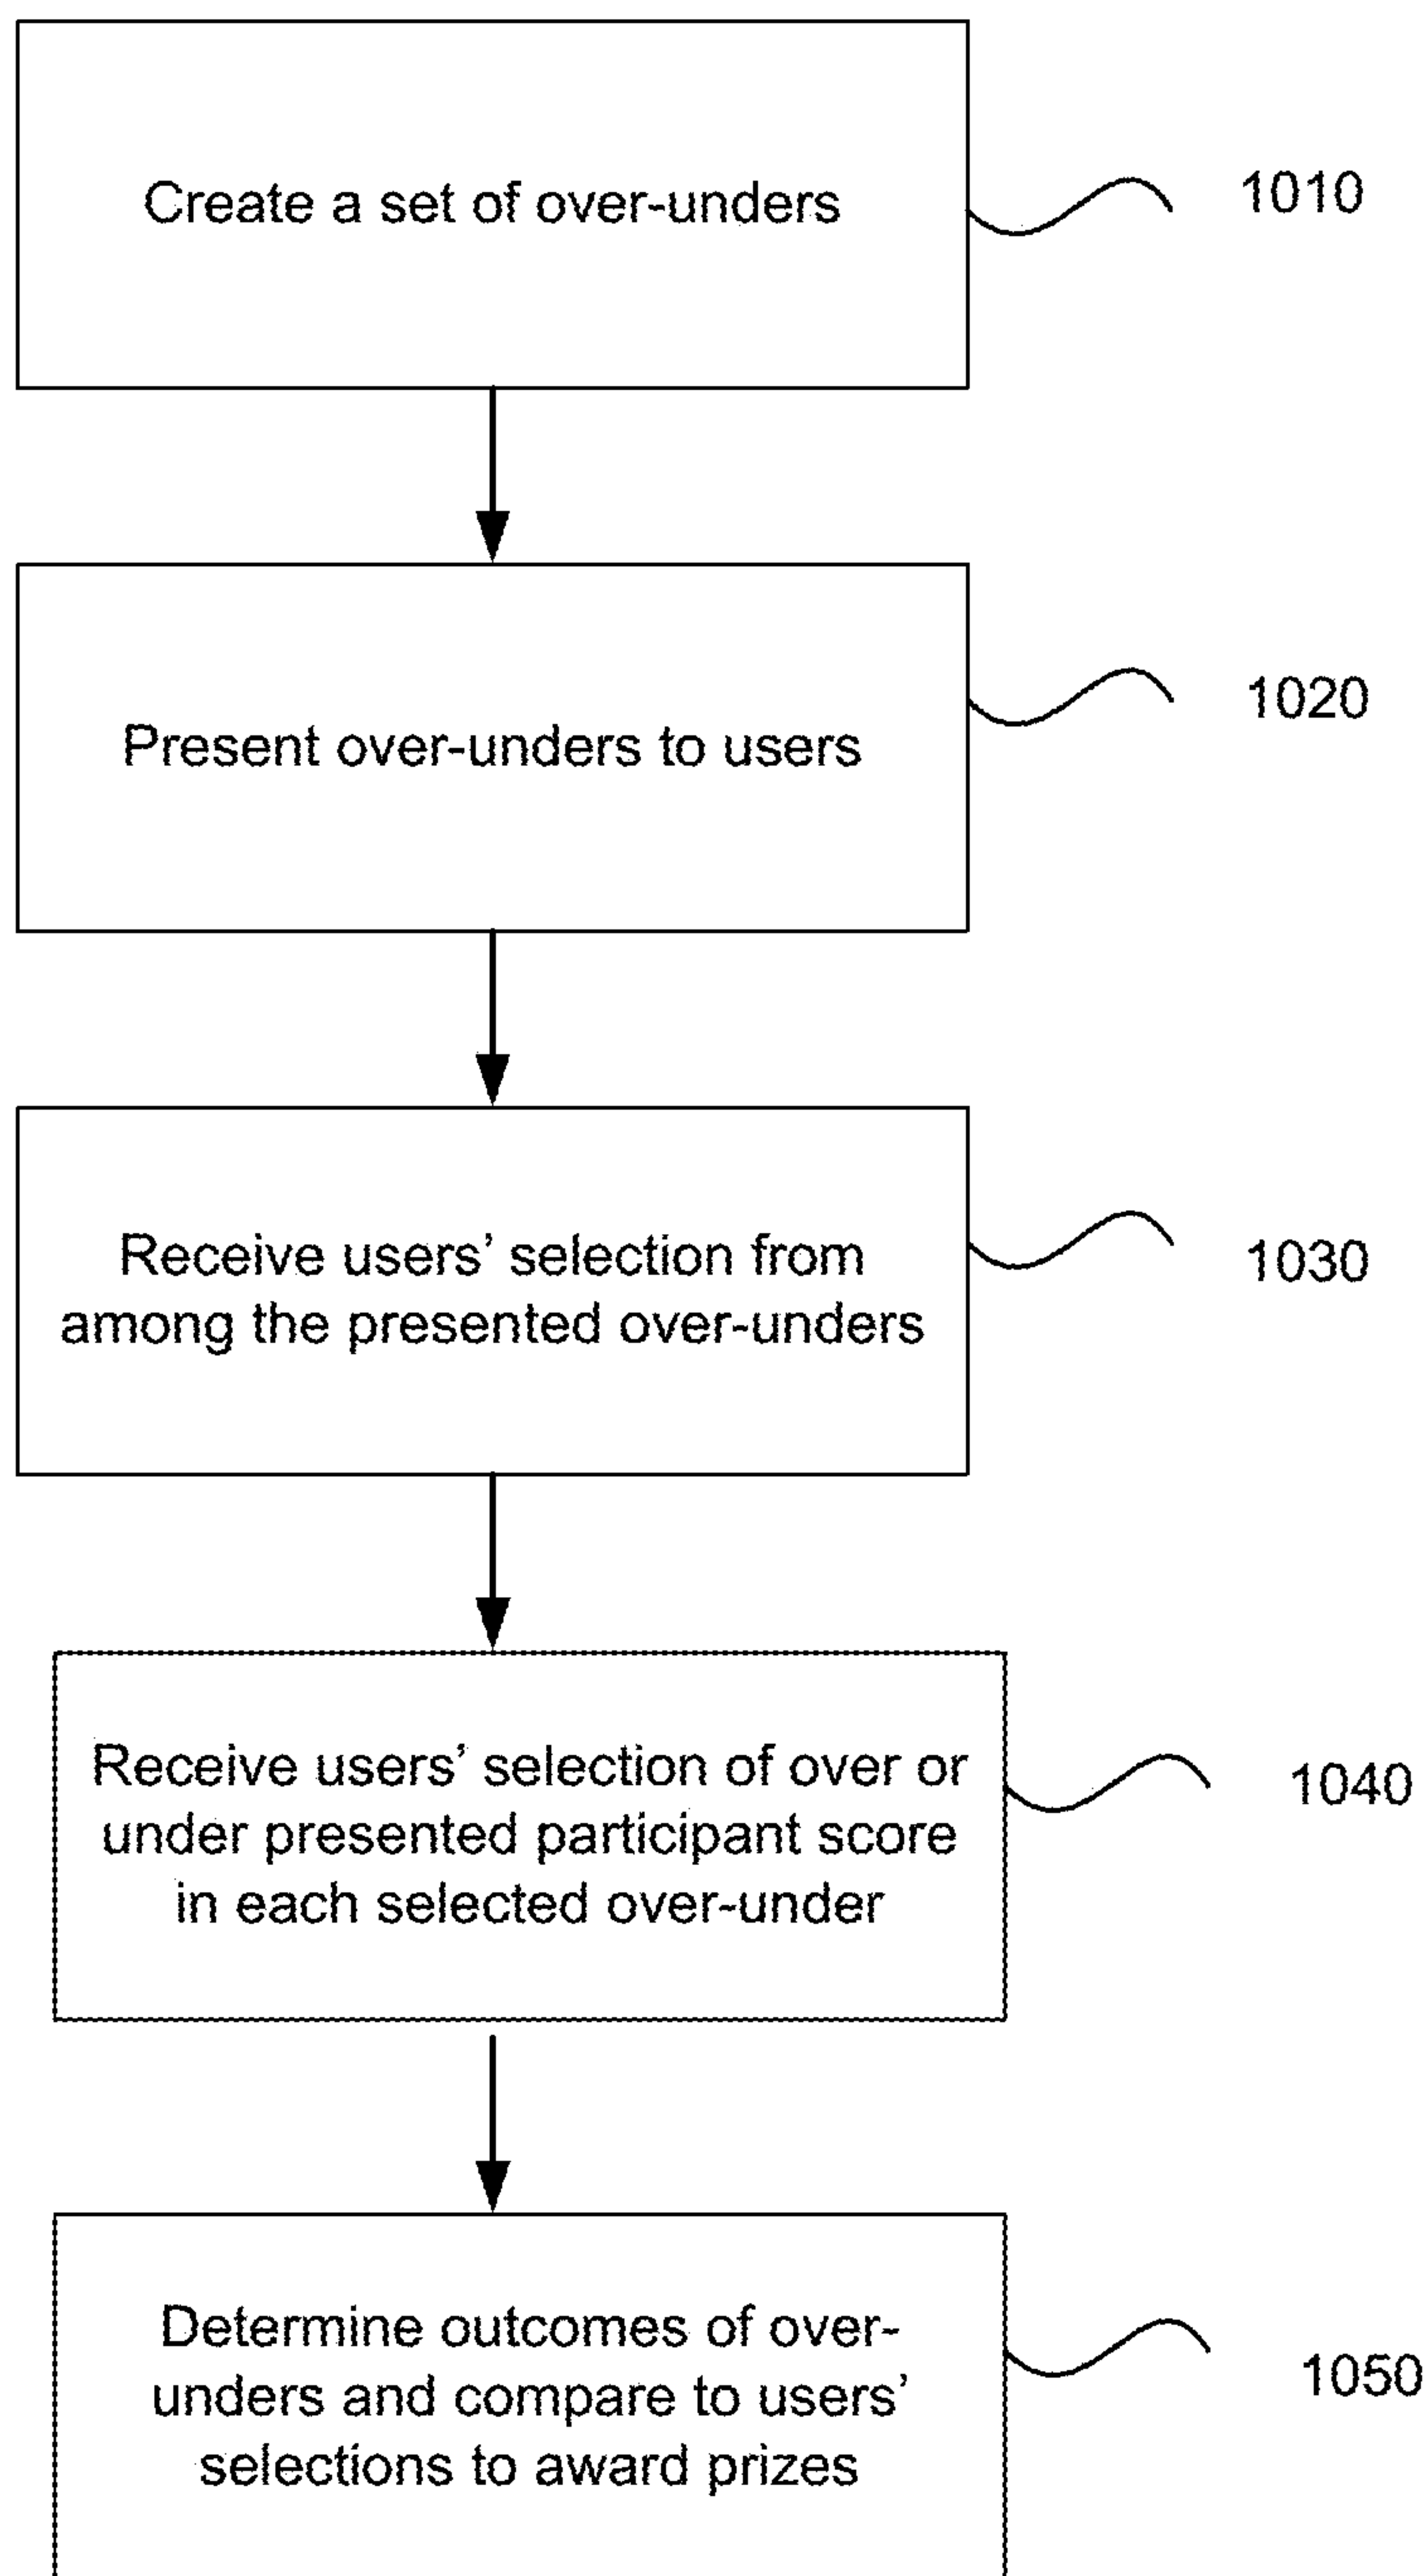 Create a set of over-unders
1010
Present over-unders to users
1020
Receive users’ selection from
among the presented over-unders
1030
Receive users’ selection of over or
under presented participant score
in each selected over-under
1040
Determine outcomes of over-
unders and compare to users’
selections to award prizes
1050